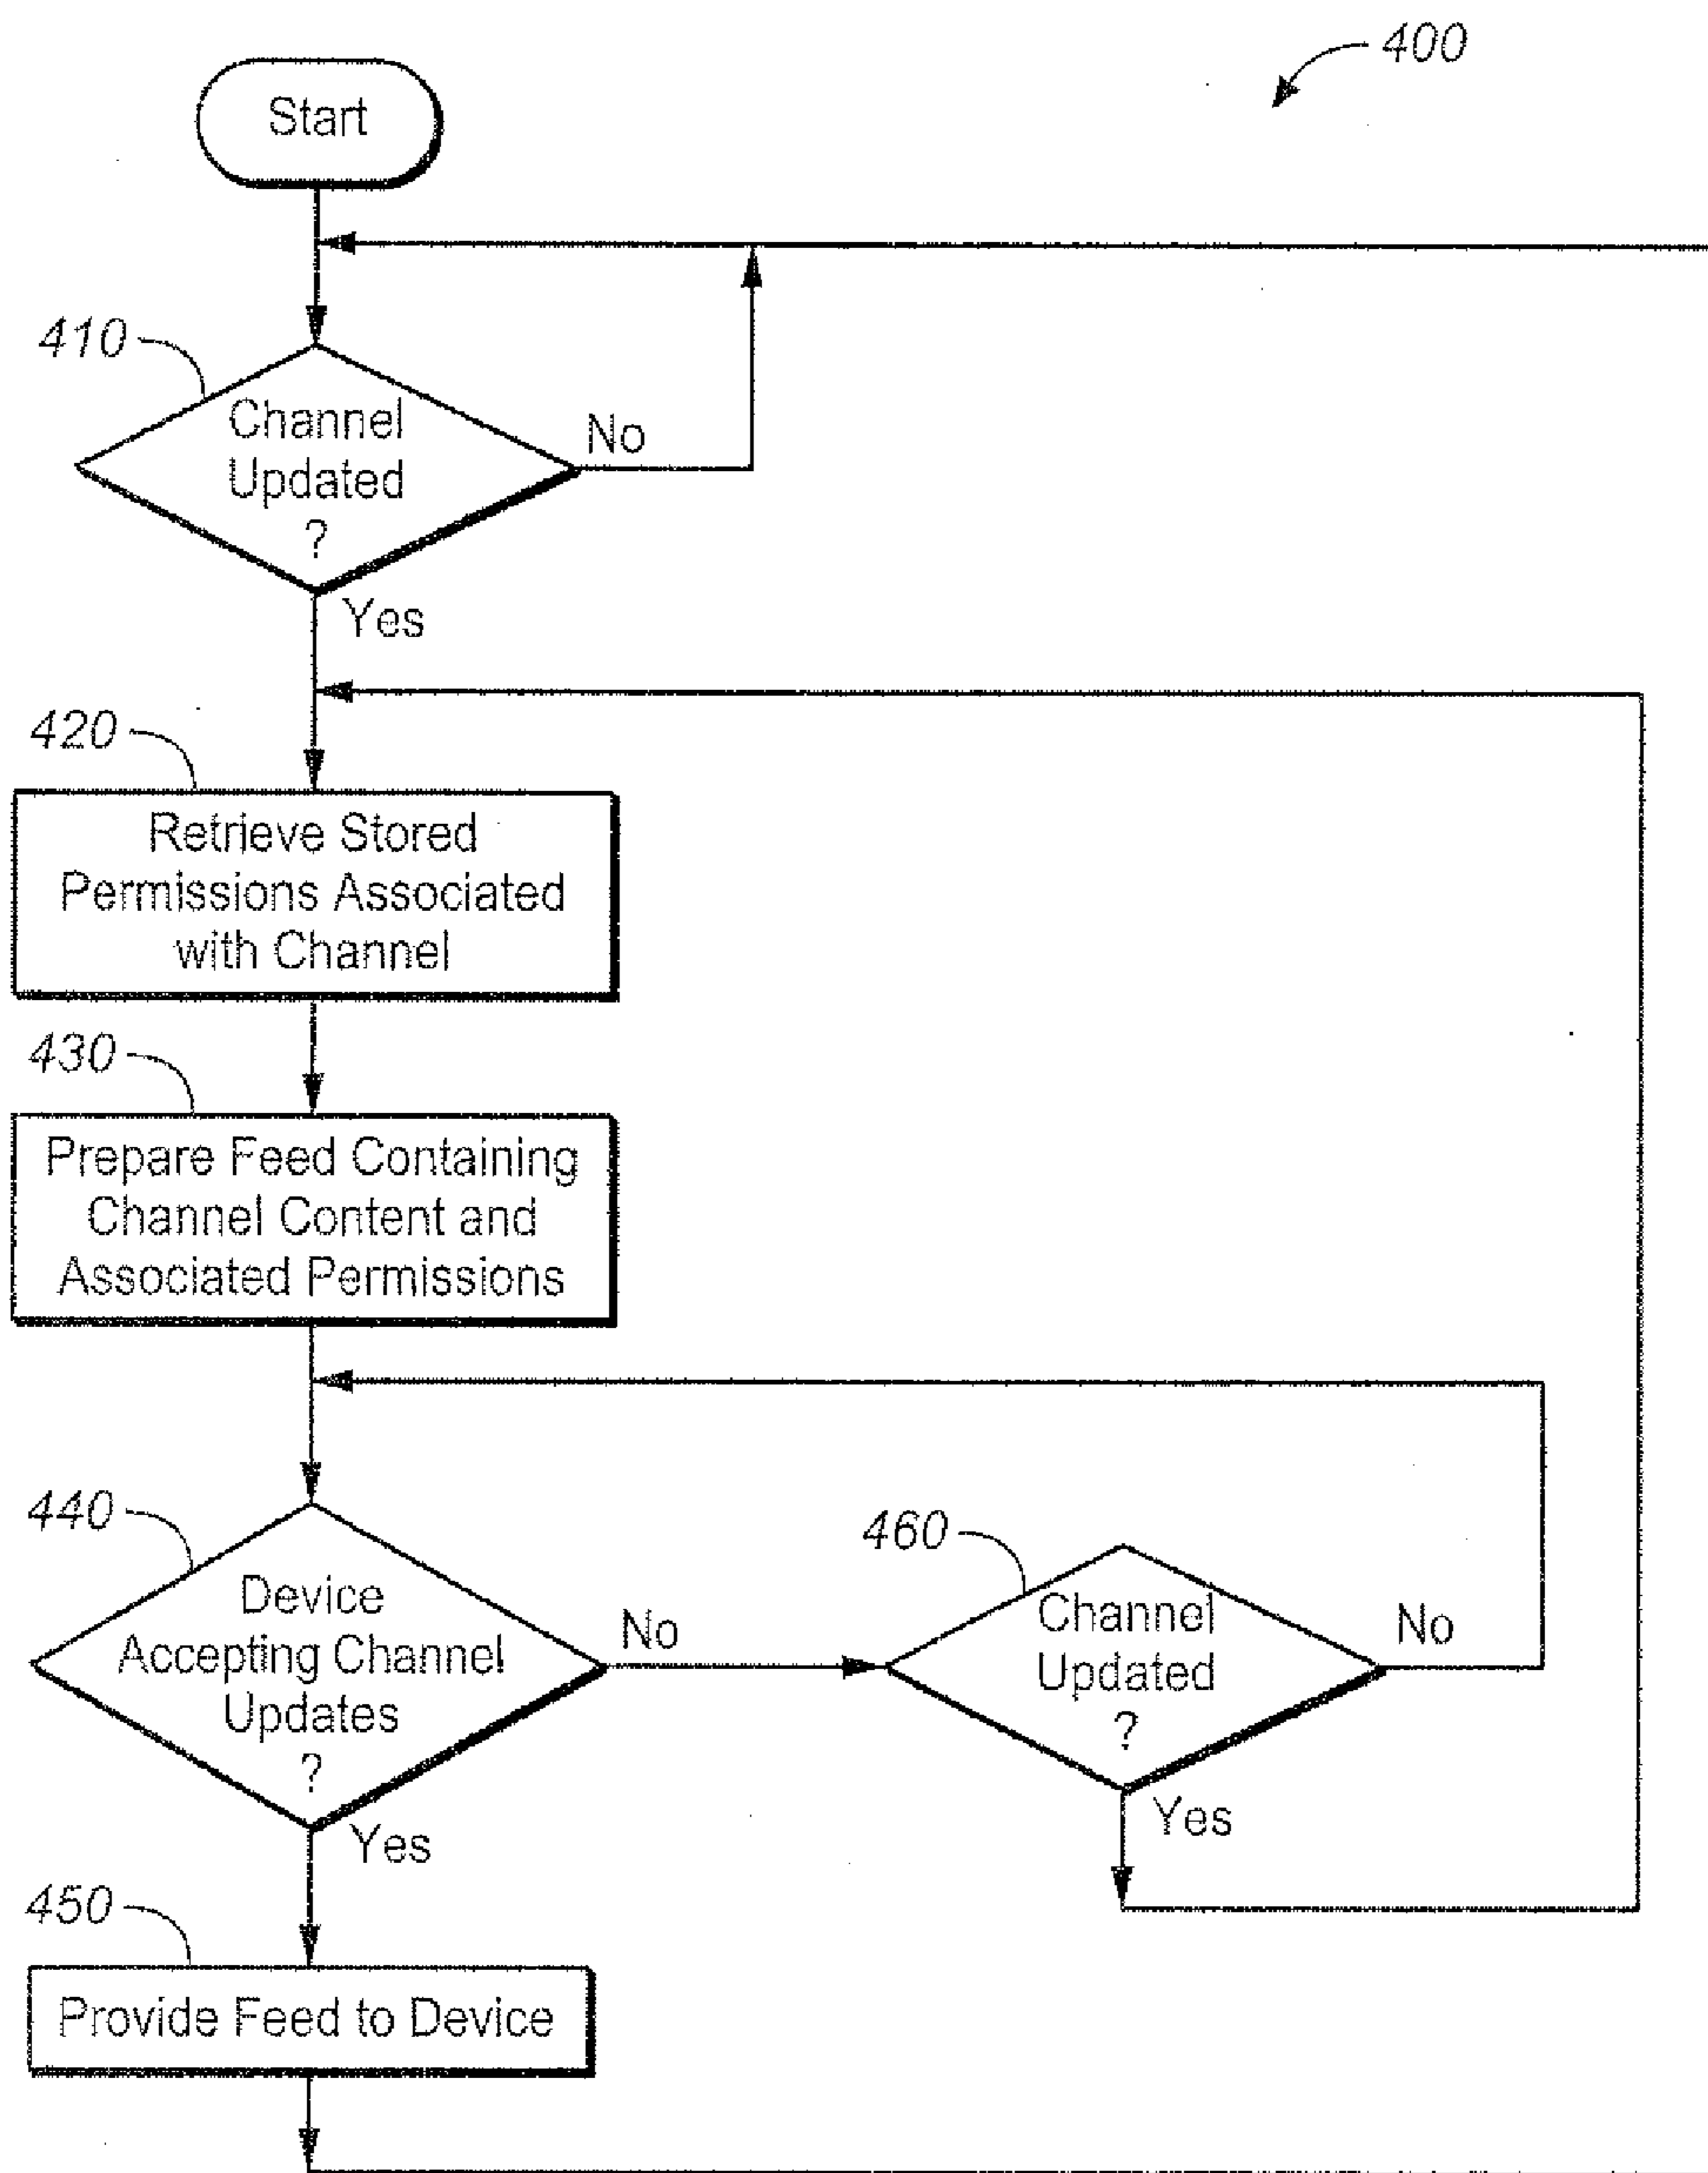 400
Start
410
Channel
Updated
?
No
Yes
420
Retrieve Stored
Permissions Associated
with Channel
430
Prepare Feed Containing
Channel Content and
Associated Permissions
440
Device
Accepting Channel
Updates
?
No
Yes
460
Channel
Updated
?
No
Yes
450
Provide Feed to Device